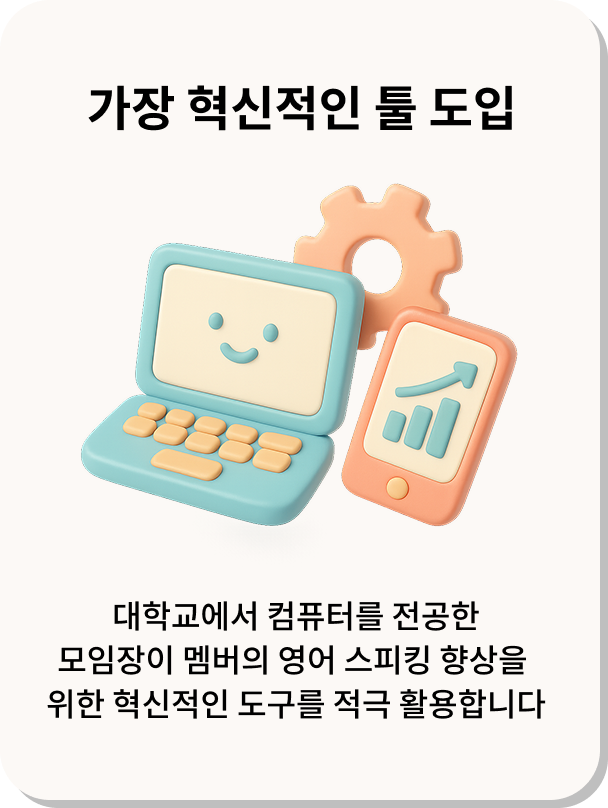 가장 혁신적인 툴 도입
대학교에서 컴퓨터를 전공한
모임장이 멤버의 영어 스피킹 향상을
위한 혁신적인 도구를 적극 활용합니다